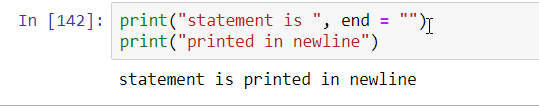 In [142]: print("statement is ", end = "")
print("printed in newline")
statement is printed in newline